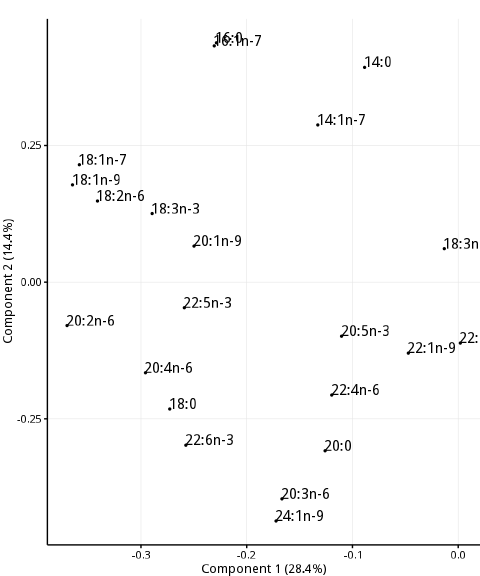 16:0
16:1n-7
14:0
14:1n-7
0.25
18:1n-7
18:1n-9
18:2n-6
18:3n-3
20:1n-9
18:3n
0.00
22:5n-3
20:2n-6
20:5n-3
22:
22:1n-9
20:4n-6
22:4n-6
18:0
-0.25
22:6n-3
20:0
20:3n-6
24:1n-9
-0.3
-0.2
-0.1
0.0
Component 1 (28.4%)
Component 2 (14.4%)